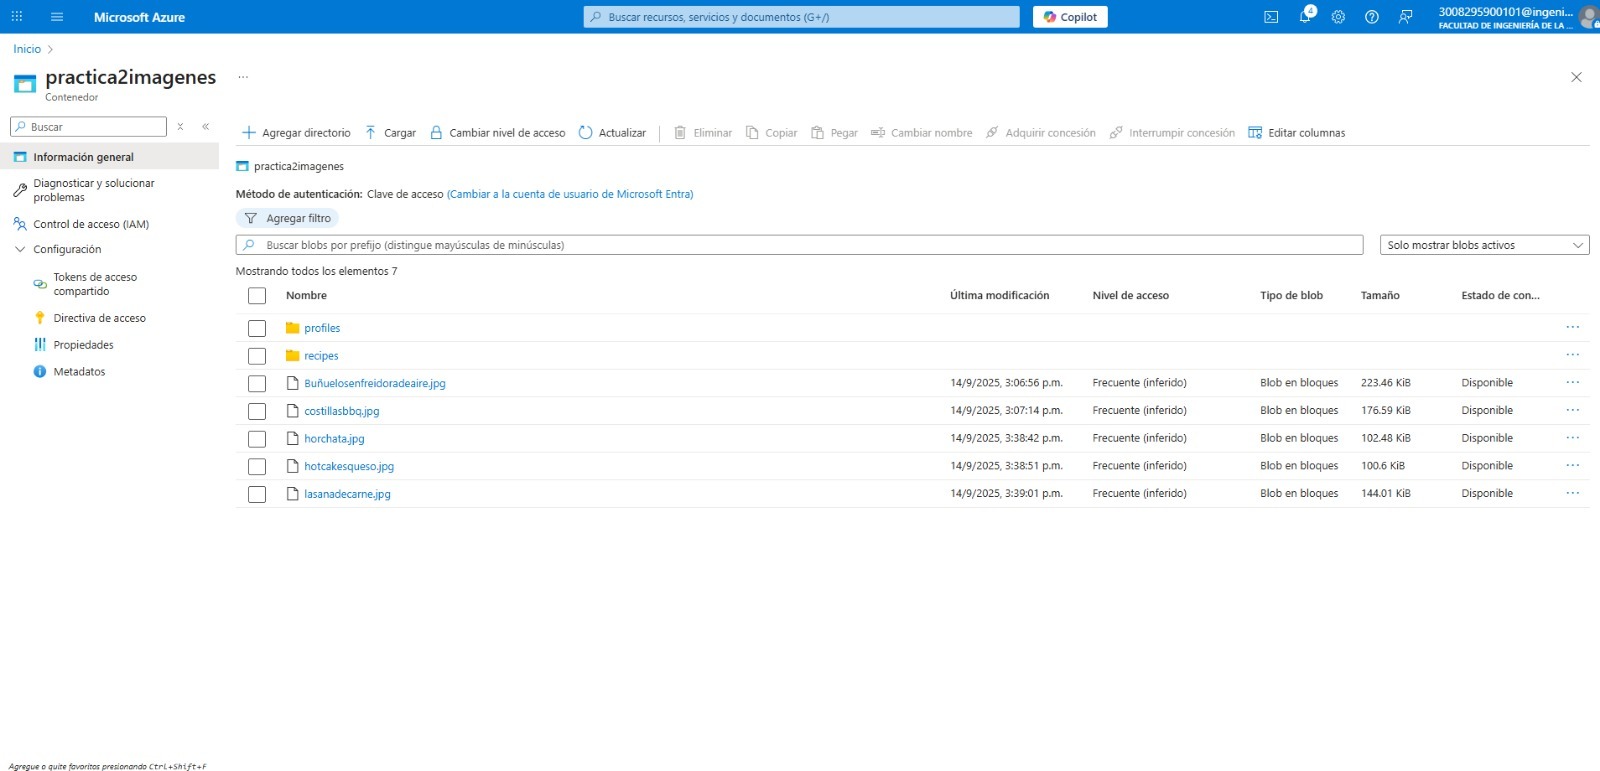 Microsoft Azure
Buscar recursos, servicios y documentos (G+/)
Copilot
4
3008295900101@ingeni...
FACULTAD DE INGENIERÍA DE LA ...
Inicio
practica2imagenes ...
Contenedor
Buscar
Información general
Diagnosticar y solucionar
problemas
Control de acceso (IAM)
Configuración
Tokens de acceso
compartido
Directiva de acceso
Propiedades
Metadatos
Agregar directorio Cargar Cambiar nivel de acceso Actualizar Eliminar Copiar Pegar Cambiar nombre Adquirir concesión Interrumpir concesión Editar columnas
practica2imagenes
Método de autenticación: Clave de acceso (Cambiar a la cuenta de usuario de Microsoft Entra)
Agregar filtro
Buscar blobs por prefijo (distingue mayúsculas de minúsculas) Solo mostrar blobs activos
Mostrando todos los elementos 7
Nombre Última modificación Nivel de acceso Tipo de blob Tamaño Estado de con...
profiles ...
recipes ...
Buñuelosenfreidoradeaire.jpg 14/9/2025, 3:06:56 p.m. Frecuente (inferido) Blob en bloques 223.46 KiB Disponible ...
costillasbbq.jpg 14/9/2025, 3:07:14 p.m. Frecuente (inferido) Blob en bloques 176.59 KiB Disponible ...
horchata.jpg 14/9/2025, 3:38:42 p.m. Frecuente (inferido) Blob en bloques 102.48 KiB Disponible ...
hotcakesqueso.jpg 14/9/2025, 3:38:51 p.m. Frecuente (inferido) Blob en bloques 100.6 KiB Disponible ...
lasanadecarne.jpg 14/9/2025, 3:39:01 p.m. Frecuente (inferido) Blob en bloques 144.01 KiB Disponible ...
Agregue o quite favoritos presionando Ctrl+Shift+F